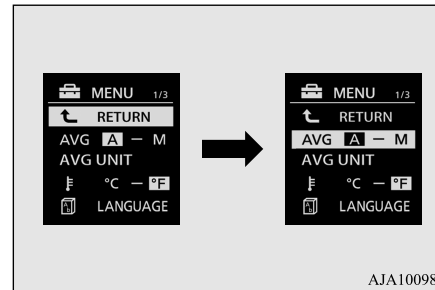 MENU 1/3
RETURN
AVG A – M
AVG UNIT
°C – °F
LANGUAGE
MENU 1/3
RETURN
AVG A – M
AVG UNIT
°C – °F
LANGUAGE
AJA10098